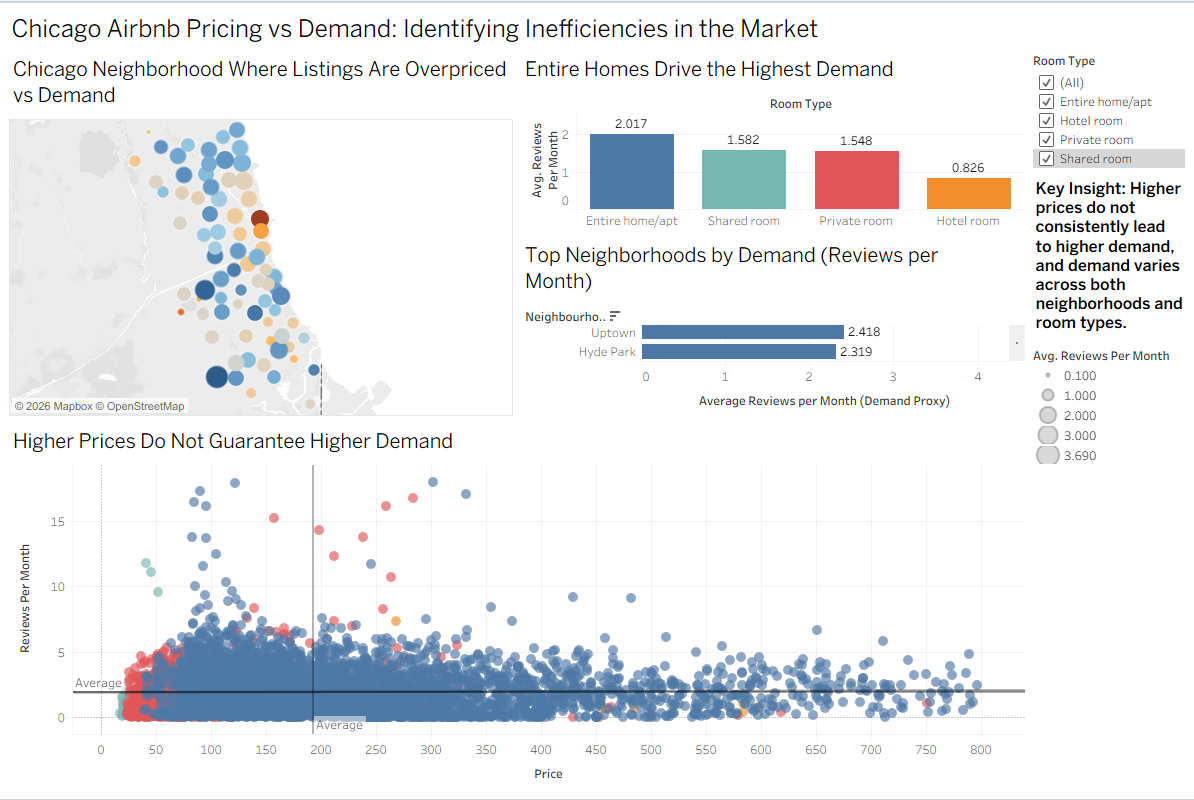 Chicago Airbnb Pricing vs Demand: Identifying Inefficiencies in the Market
Chicago Neighborhood Where Listings Are Overpriced
vs Demand
© 2026 Mapbox © OpenStreetMap
Entire Homes Drive the Highest Demand
Room Type
Avg. Reviews
Per Month
2
1
0
2.017
1.582
1.548
0.826
Entire home/apt
Shared room
Private room
Hotel room
Top Neighborhoods by Demand (Reviews per
Month)
Neighbourho..
Uptown
2.418
Hyde Park
2.319
0
1
2
3
4
Average Reviews per Month (Demand Proxy)
Room Type
(All)
Entire home/apt
Hotel room
Private room
Shared room
Key Insight: Higher
prices do not
consistently lead
to higher demand,
and demand varies
across both
neighborhoods and
room types.
Avg. Reviews Per Month
0.100
1.000
2.000
3.000
3.690
Higher Prices Do Not Guarantee Higher Demand
Reviews Per Month
15
10
5
0
Average
Average
0
50
100
150
200
250
300
350
400
450
500
550
600
650
700
750
800
Price